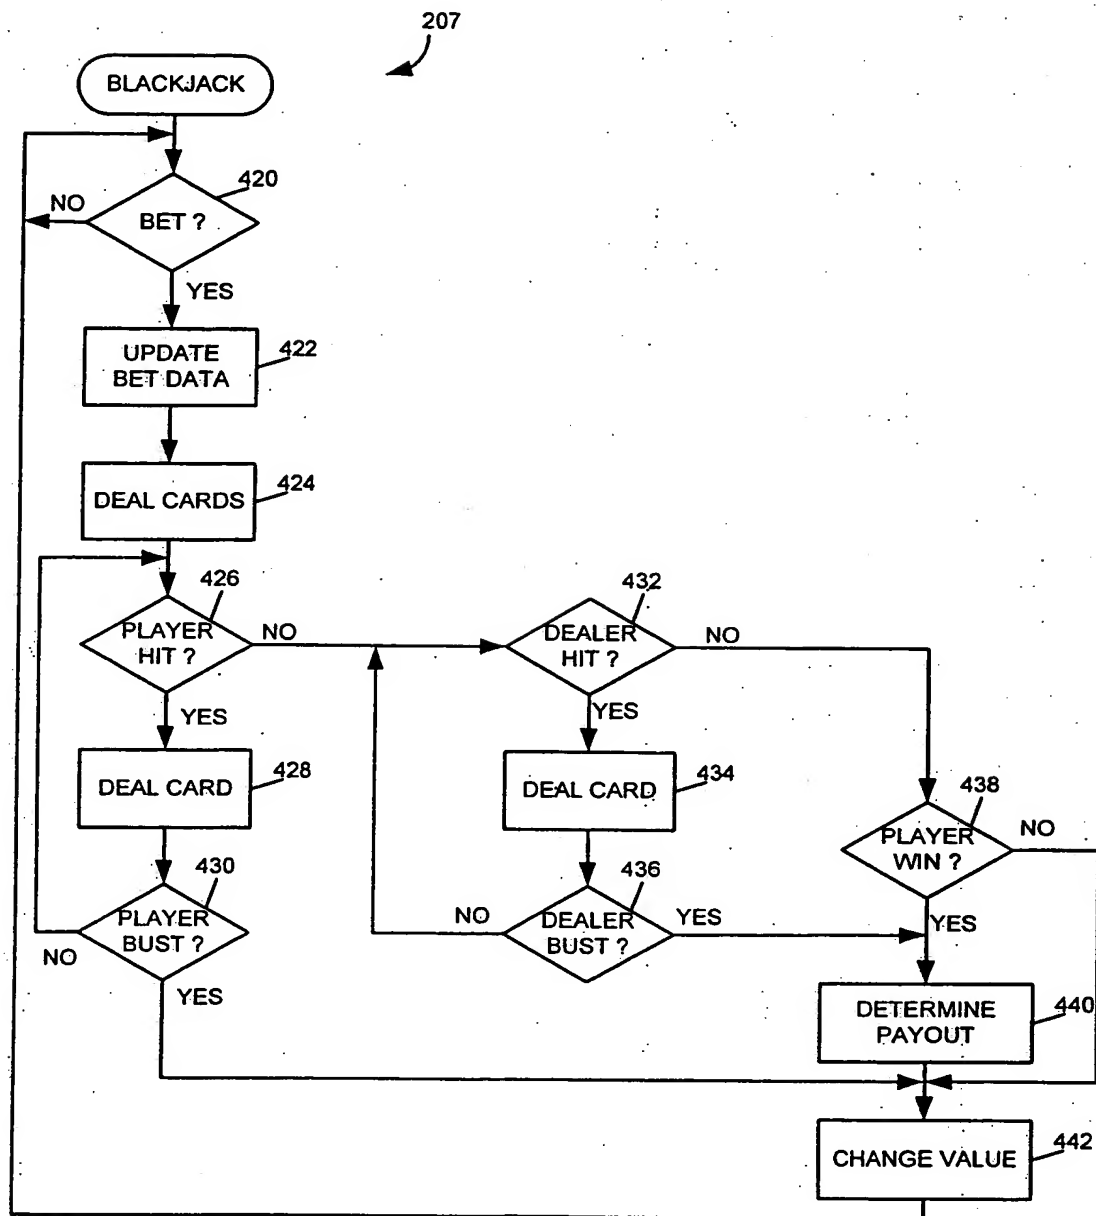 207
BLACKJACK
420
NO
BET ?
YES
UPDATE
BET DATA
422
DEAL CARDS
424
426
PLAYER
HIT ?
NO
YES
DEAL CARD
428
430
PLAYER
BUST ?
NO
YES
432
DEALER
HIT ?
NO
YES
DEAL CARD
434
436
DEALER
BUST ?
NO
YES
438
PLAYER
WIN ?
NO
YES
DETERMINE
PAYOUT
440
CHANGE VALUE
442